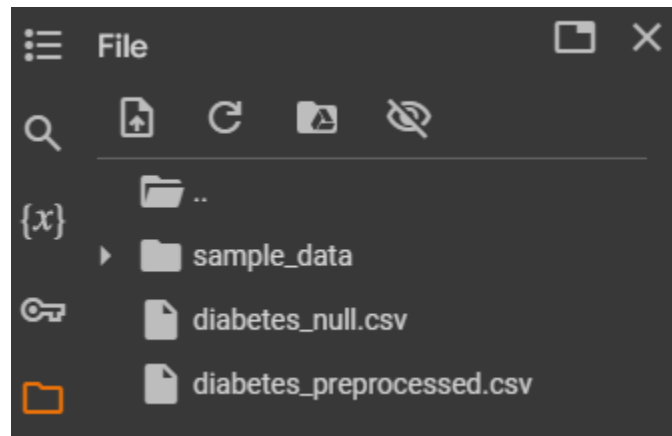 File
{x}
..
sample_data
diabetes_null.csv
diabetes_preprocessed.csv